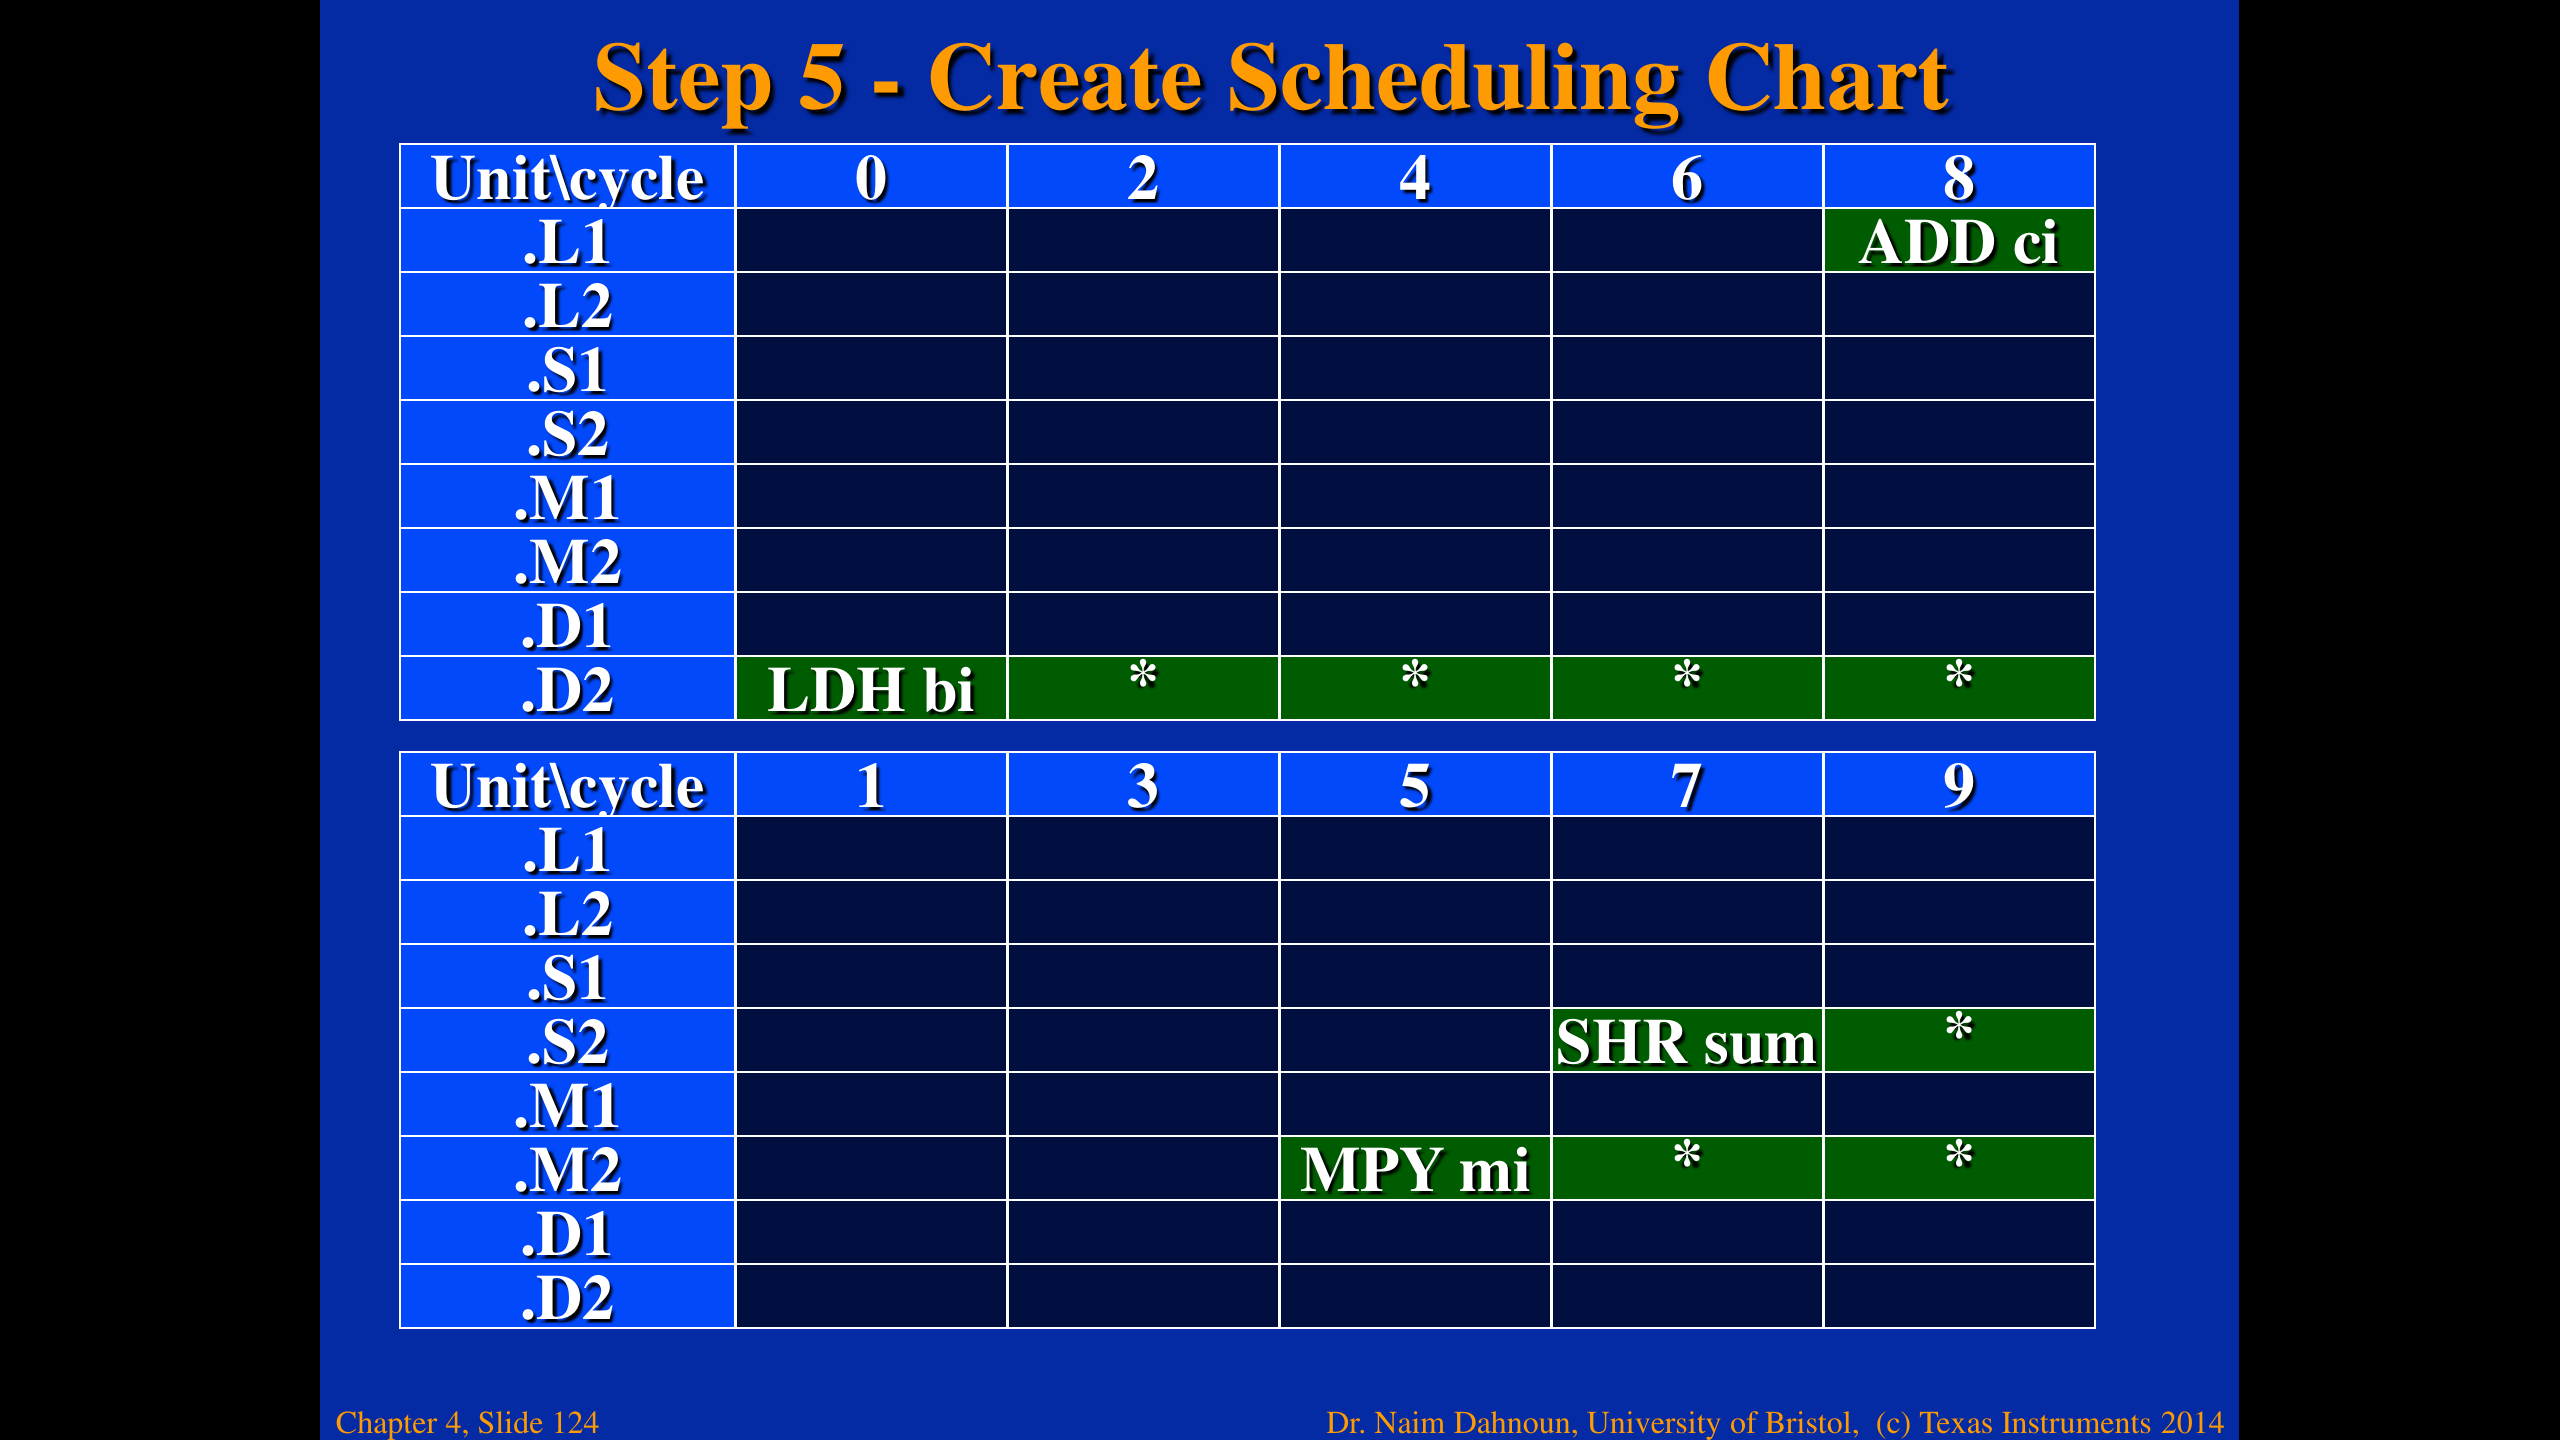 Step 5 - Create Scheduling Chart
Unit\cycle 0 2 4 6 8
.L1 ADD ci
.L2
.S1
.S2
.M1
.M2
.D1
.D2 LDH bi * * * *
Unit\cycle 1 3 5 7 9
.L1
.L2
.S1
.S2 SHR sum *
.M1
.M2 MPY mi * *
.D1
.D2
Chapter 4, Slide 124 Dr. Naim Dahnoun, University of Bristol, (c) Texas Instruments 2014